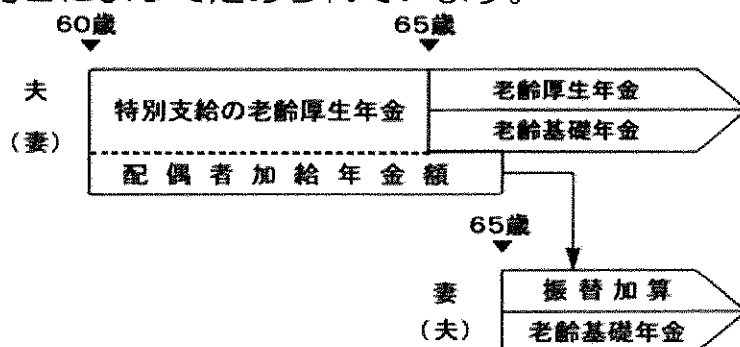 60歳 65歳
夫
(妻)
特別支給の老齢厚生年金
老齢厚生年金
老齢基礎年金
配偶者加給年金額
65歳
妻
(夫)
振替加算
老齢基礎年金